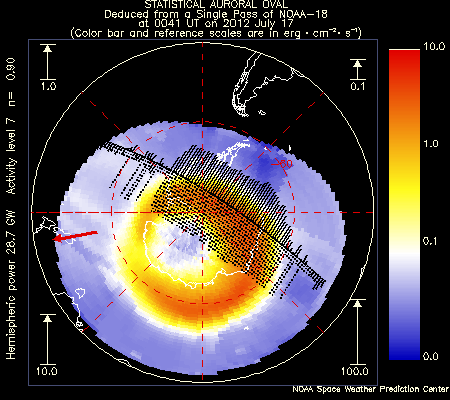 STATISTICAL AURORAL OVAL
Deduced from a Single Pass of NOAA-18
at 0041 UT on 2012 July 17
(Color bar and reference scales are in erg·cm⁻²·s⁻¹)
1.0
0.1
10.0
1.0
0.1
0.0
Hemispheric power 28.7 GW Activity level 7 n= 0.90
10.0
100.0
NOAA Space Weather Prediction Center